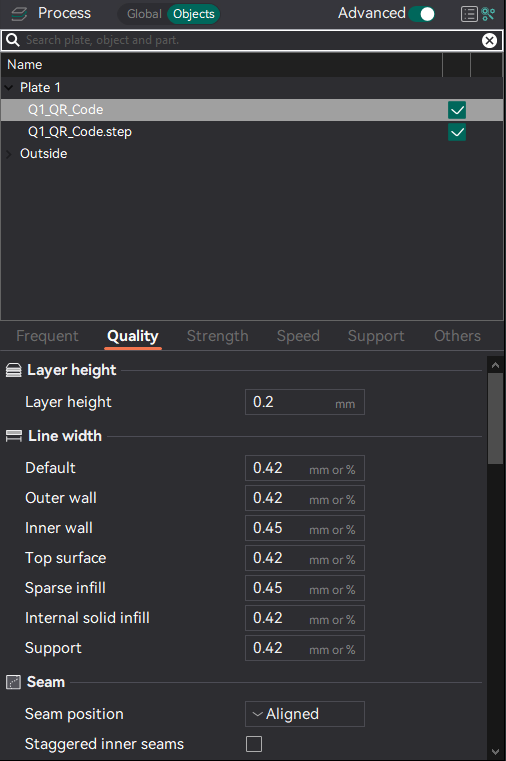 Process Global Objects Advanced
Search plate, object and part.
Name
Plate 1
Q1_QR_Code
Q1_QR_Code.step
Outside
Frequent Quality Strength Speed Support Others
Layer height
Layer height 0.2 mm
Line width
Default 0.42 mm or %
Outer wall 0.42 mm or %
Inner wall 0.45 mm or %
Top surface 0.42 mm or %
Sparse infill 0.45 mm or %
Internal solid infill 0.42 mm or %
Support 0.42 mm or %
Seam
Seam position Aligned
Staggered inner seams